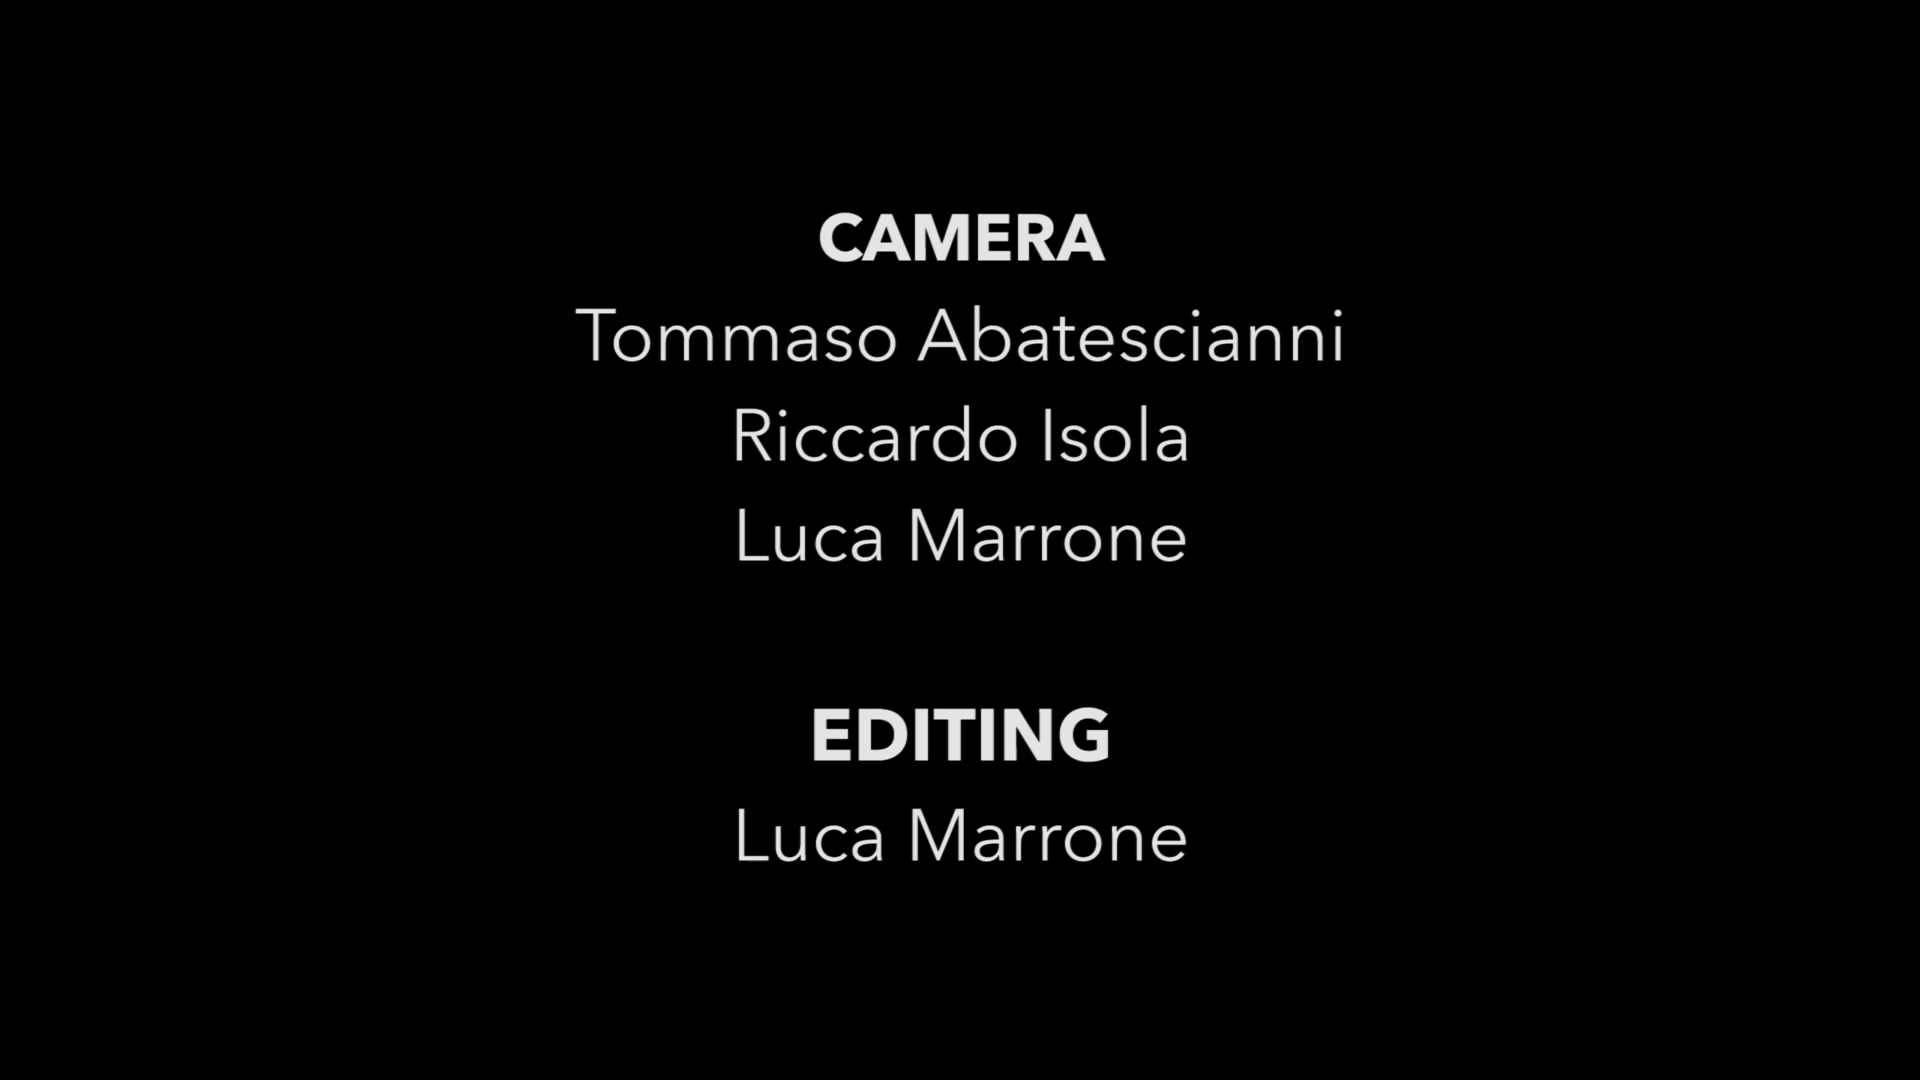 CAMERA
Tommaso Abatescianni
Riccardo Isola
Luca Marrone
EDITING
Luca Marrone